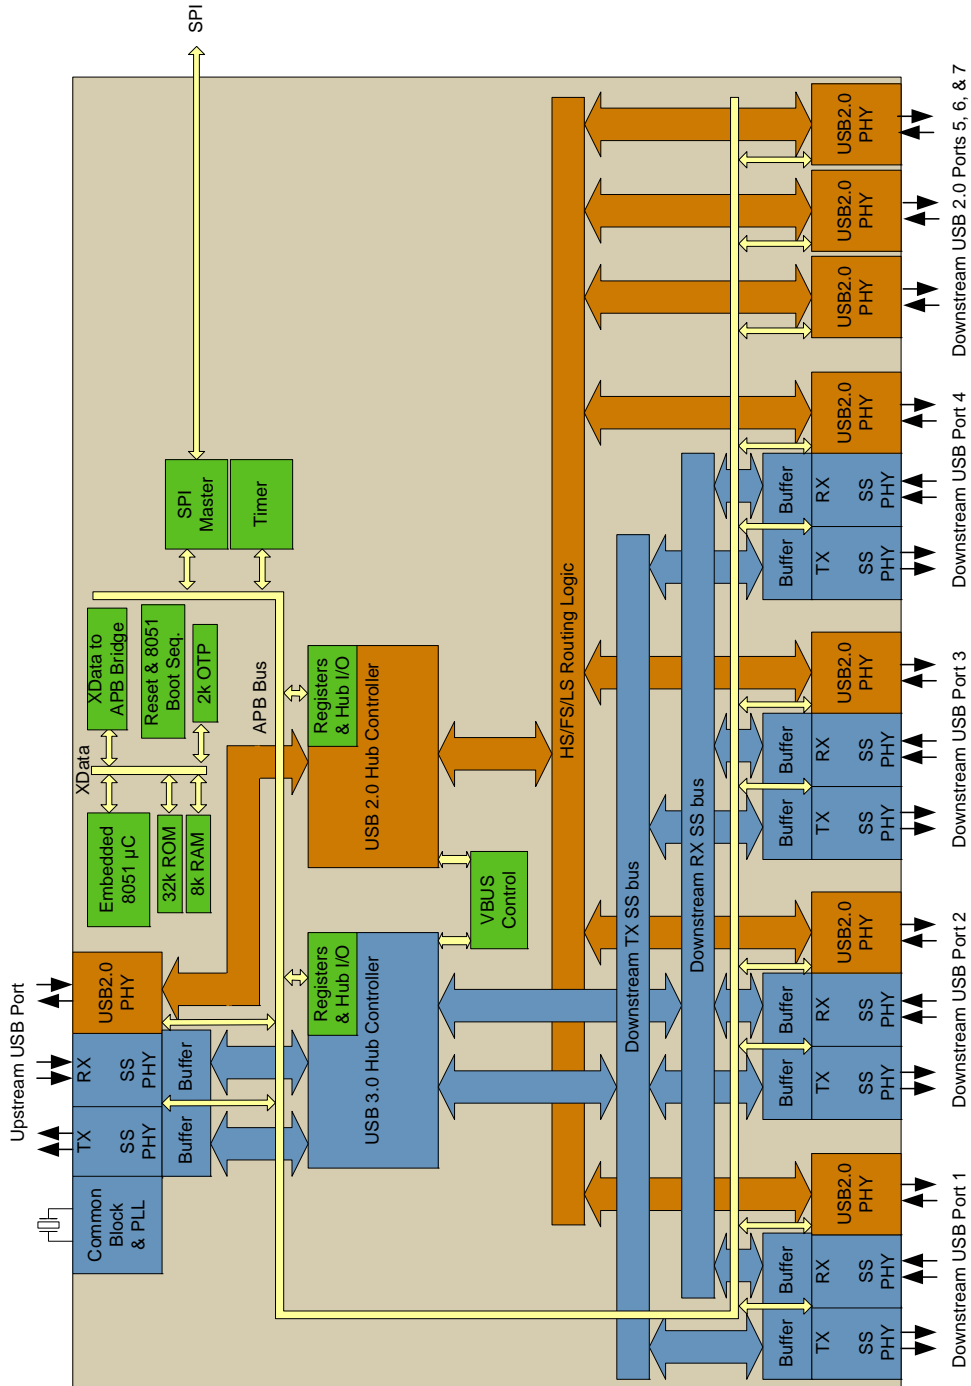 Upstream USB Port
Common
Block
& PLL
TX
SS
PHY
RX
SS
PHY
USB2.0
PHY
Buffer
Buffer
Embedded
8051 µC
32k ROM
8k RAM
XData
XData to
APB Bridge
Reset & 8051
Boot Seq.
2k OTP
SPI
Master
Timer
SPI
APB Bus
Registers
& Hub I/O
USB 3.0 Hub Controller
Registers
& Hub I/O
USB 2.0 Hub Controller
VBUS
Control
HS/FS/LS Routing Logic
Downstream TX SS bus
Downstream RX SS bus
Buffer
TX
SS
PHY
Buffer
RX
SS
PHY
USB2.0
PHY
Buffer
TX
SS
PHY
Buffer
RX
SS
PHY
USB2.0
PHY
Buffer
TX
SS
PHY
Buffer
RX
SS
PHY
USB2.0
PHY
Buffer
TX
SS
PHY
Buffer
RX
SS
PHY
USB2.0
PHY
USB2.0
PHY
USB2.0
PHY
USB2.0
PHY
Downstream USB Port 1
Downstream USB Port 2
Downstream USB Port 3
Downstream USB Port 4
Downstream USB 2.0 Ports 5, 6, & 7